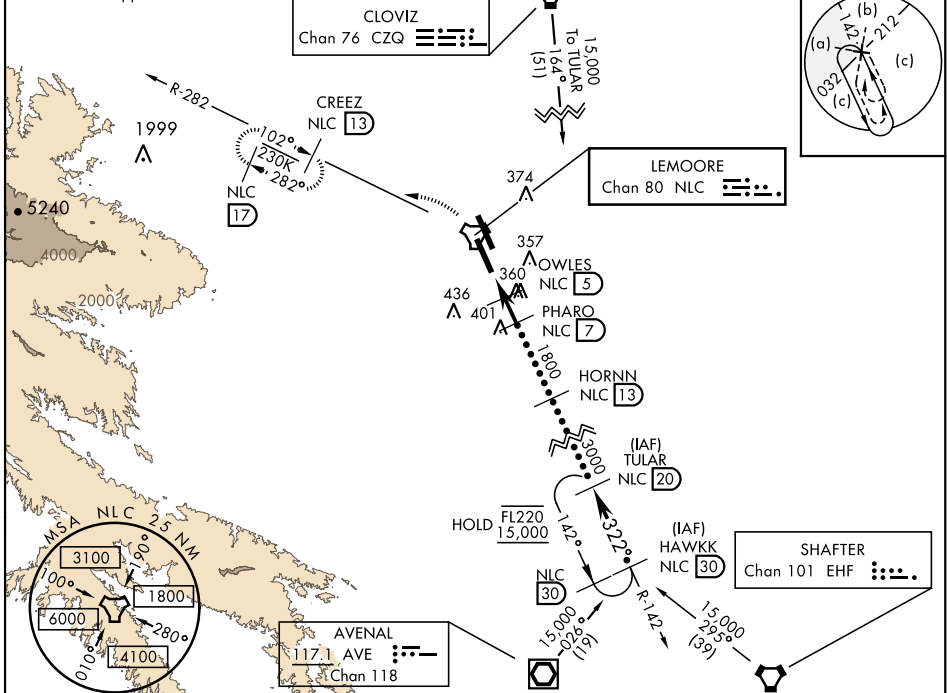 CLOVIZ
Chan 76 CZQ
15,000
To TULAR
164°
(51)
(b)
142
212
(a)
(c)
032
(c)
R-282
CREEZ
NLC 13
1999
102°
230K
282°
NLC
17
5240
4000
2000
374
LEMOORE
Chan 80 NLC
357
OWLES
NLC 5
360
436
401
PHARO
NLC 7
1800
HORNN
NLC 13
3000
(IAF)
TULAR
NLC 20
HOLD FL220
15,000
142°
322°
(IAF)
HAWKK
NLC 30
NLC
30
R-142
SHAFTER
Chan 101 EHF
15,000
295°
(39)
15,000
026°
(19)
AVENAL
117.1 AVE
Chan 118
MSA NLC 25 NM
3100
190°
100°
1800
6000
280°
010°
4100